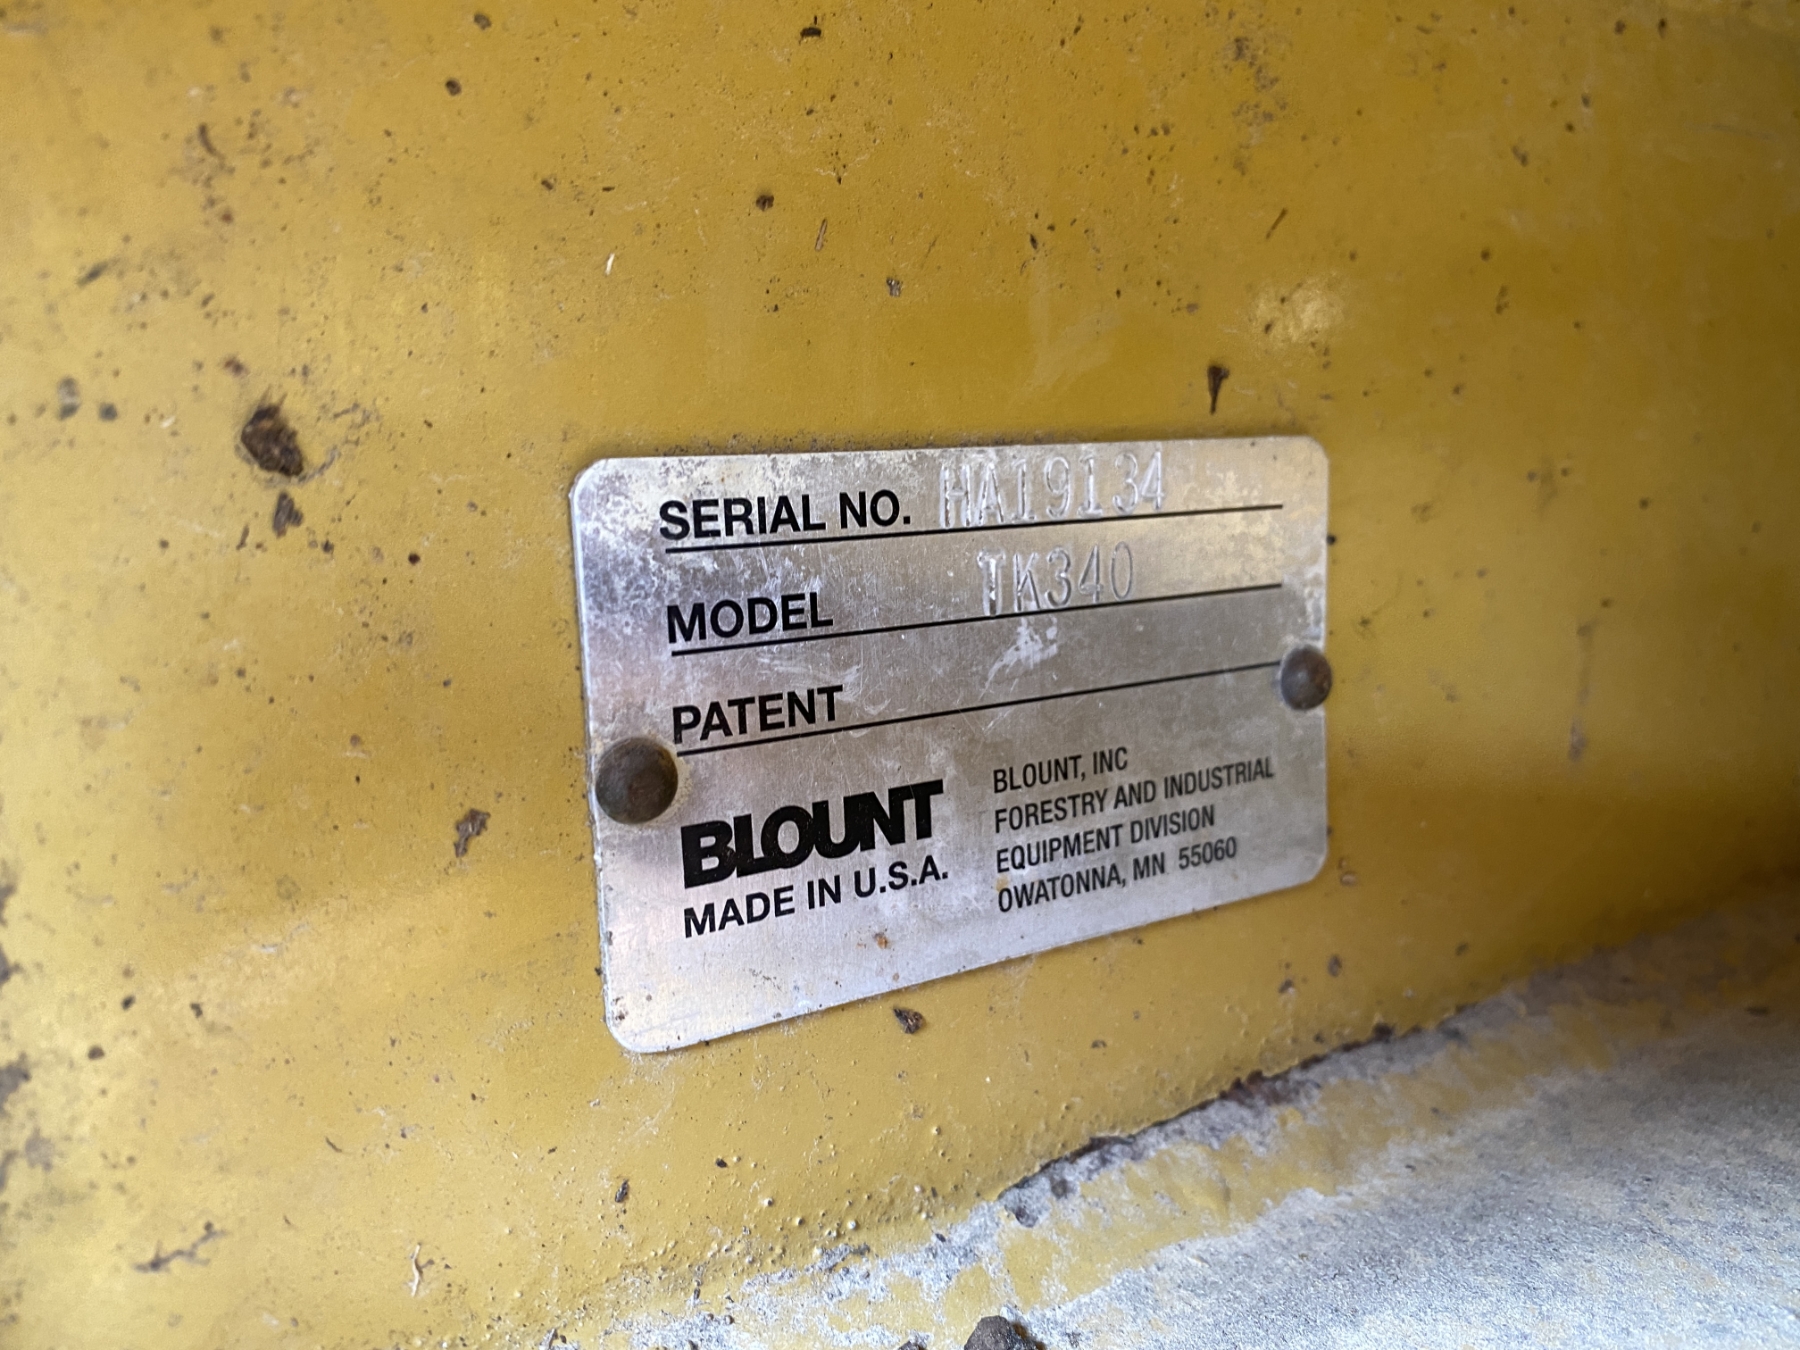 SERIAL NO. HA19134
MODEL TK340
PATENT
BLOUNT
MADE IN U.S.A.
BLOUNT, INC
FORESTRY AND INDUSTRIAL
EQUIPMENT DIVISION
OWATONNA, MN 55060